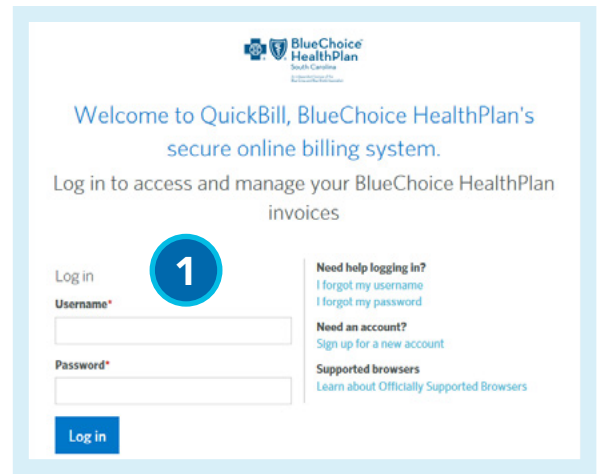 BlueChoice
HealthPlan
South Carolina
Welcome to QuickBill, BlueChoice HealthPlan's
secure online billing system.
Log in to access and manage your BlueChoice HealthPlan
invoices
Log in
1
Username*
Password*
Log in
Need help logging in?
I forgot my username
I forgot my password
Need an account?
Sign up for a new account
Supported browsers
Learn about Officially Supported Browsers